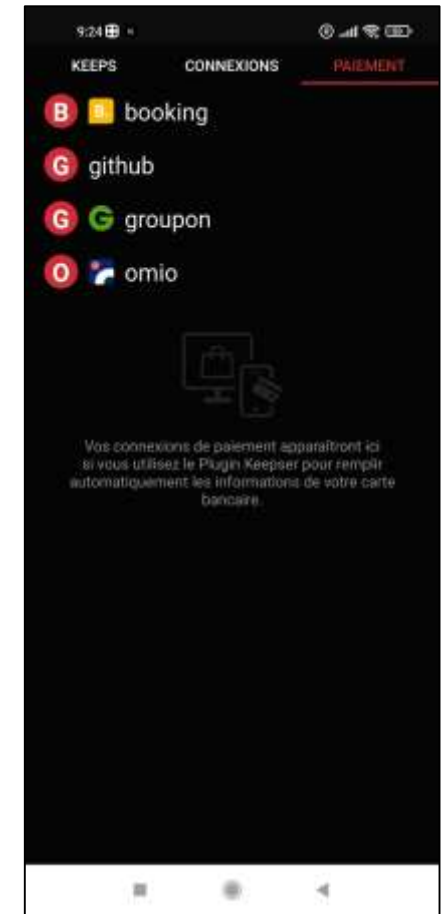 9:24
KEEPS CONNEXIONS PAIEMENT
B B. booking
G github
G G groupon
O omio
Vos connexions de paiement apparaîtront ici
si vous utilisez le Plugin Keepser pour remplir
automatiquement les informations de votre carte
bancaire.